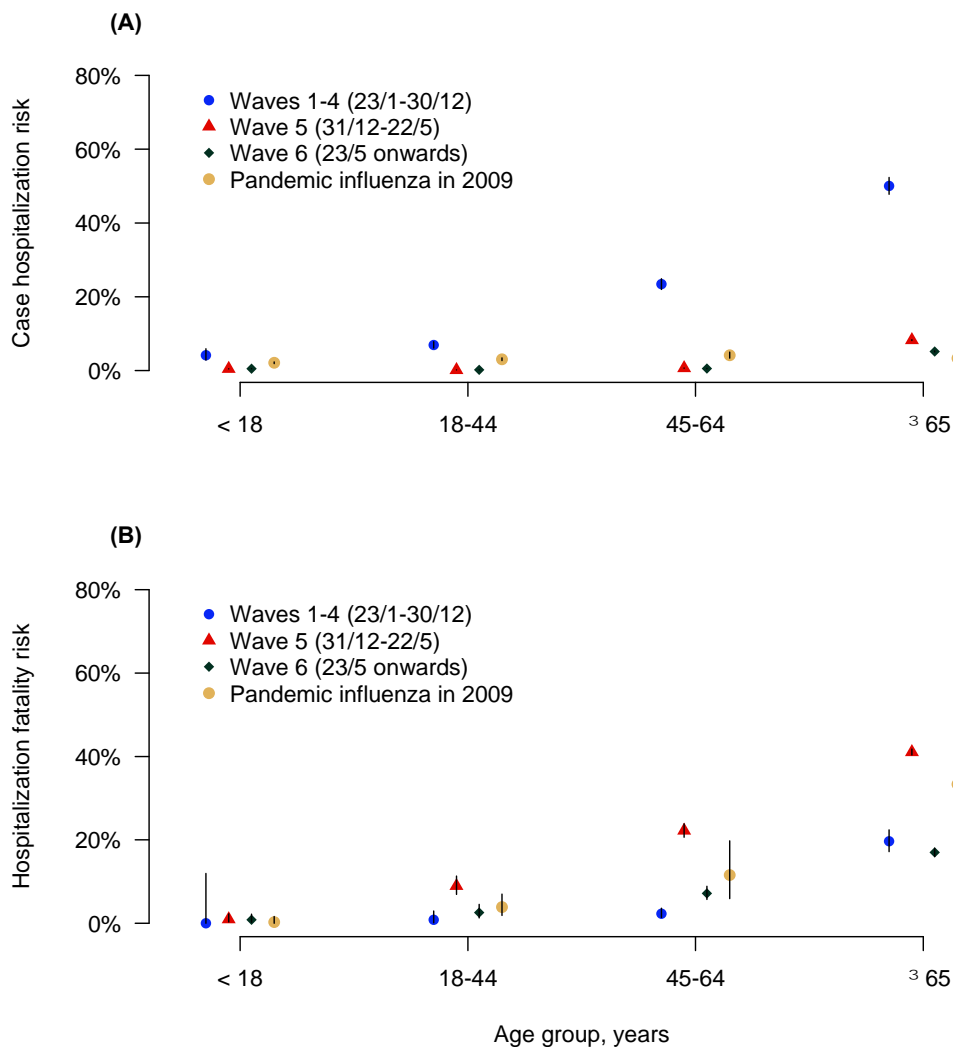 (A)
80%
60%
40%
20%
0%
Case hospitalization risk
Waves 1-4 (23/1-30/12)
Wave 5 (31/12-22/5)
Wave 6 (23/5 onwards)
Pandemic influenza in 2009
< 18
18-44
45-64
³ 65
(B)
80%
60%
40%
20%
0%
Hospitalization fatality risk
Waves 1-4 (23/1-30/12)
Wave 5 (31/12-22/5)
Wave 6 (23/5 onwards)
Pandemic influenza in 2009
< 18
18-44
45-64
³ 65
Age group, years